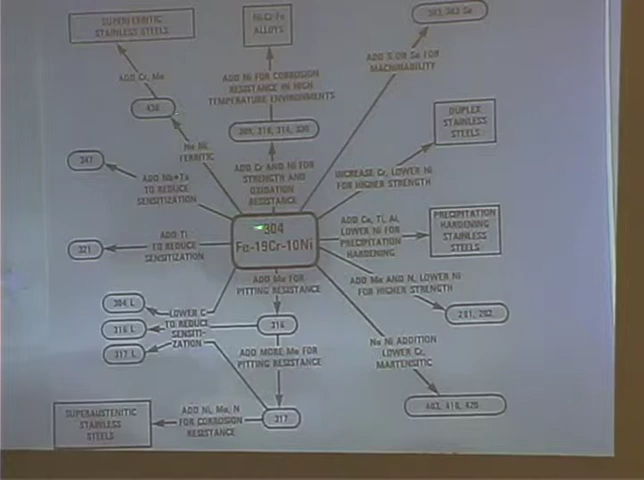 SUPERFERRITIC
STAINLESS STEELS
Ni-Cr-Fe
ALLOYS
303, 303 Se
ADD Cr, Mo
ADD Ni FOR CORROSION
RESISTANCE IN HIGH
TEMPERATURE ENVIRONMENTS
ADD S OR Se FOR
MACHINABILITY
430
309, 310, 314, 330
DUPLEX
STAINLESS
STEELS
No Ni,
FERRITIC
347
ADD Nb+Ta
TO REDUCE
SENSITIZATION
ADD Cr AND Ni FOR
STRENGTH AND
OXIDATION
RESISTANCE
INCREASE Cr, LOWER Ni
FOR HIGHER STRENGTH
304
Fe-19Cr-10Ni
ADD Cu, Ti, Al,
LOWER Ni FOR
PRECIPITATION
HARDENING
PRECIPITATION
HARDENING
STAINLESS
STEELS
321
ADD Ti
TO REDUCE
SENSITIZATION
ADD Mo FOR
PITTING RESISTANCE
ADD Mn AND N, LOWER Ni
FOR HIGHER STRENGTH
201, 202
304 L
316 L
317 L
LOWER C
TO REDUCE
SENSITI-
ZATION
316
ADD MORE Mo FOR
PITTING RESISTANCE
No Ni ADDITION
LOWER Cr,
MARTENSITIC
403, 410, 420
SUPERAUSTENITIC
STAINLESS
STEELS
ADD Ni, Mo, N
FOR CORROSION
RESISTANCE
317